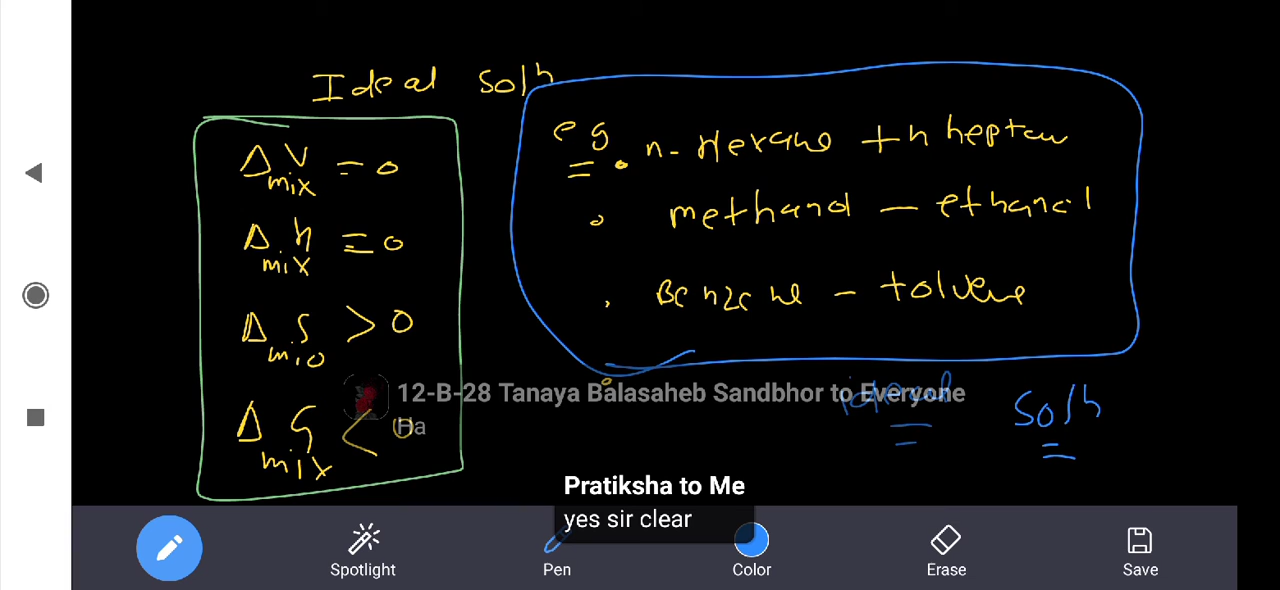 Ideal Soln
Δmix V = 0
Δmix H = 0
Δmix S > 0
Δmix G < 0
eg. n-Hexane + n heptan
methanol — ethanol
Benzene - toluene
12-B-28 Tanaya Balasaheb Sandbhor to Everyone
Ha
ideal Soln
Pratiksha to Me
yes sir clear
Spotlight
Pen
Color
Erase
Save